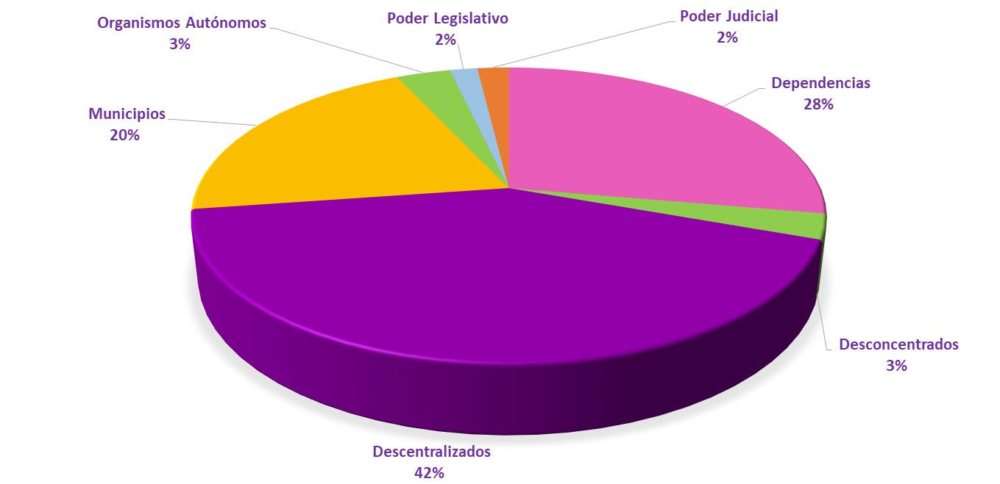 Organismos Autónomos
3%
Poder Legislativo
2%
Poder Judicial
2%
Dependencias
28%
Municipios
20%
Desconcentrados
3%
Descentralizados
42%